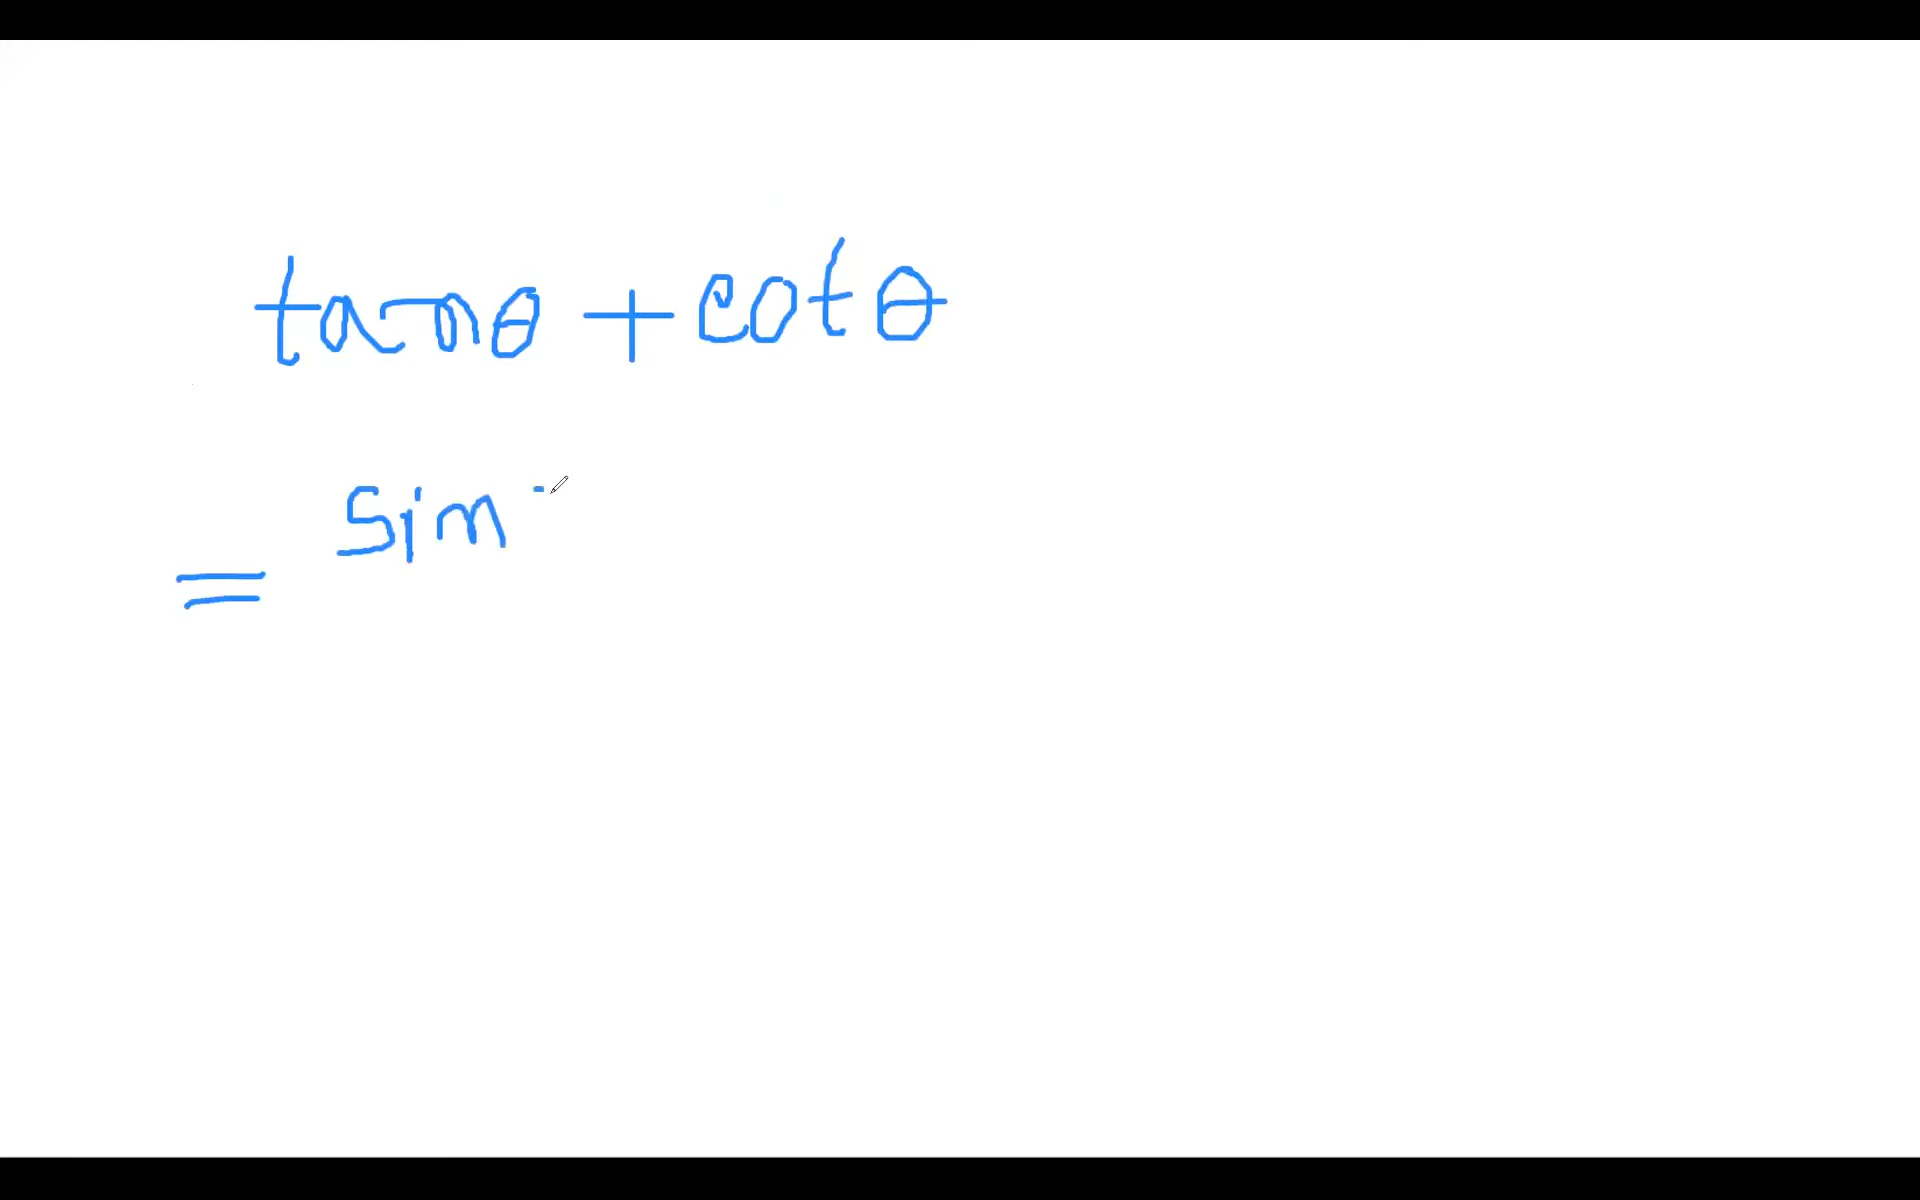 tanθ + cotθ
= sin